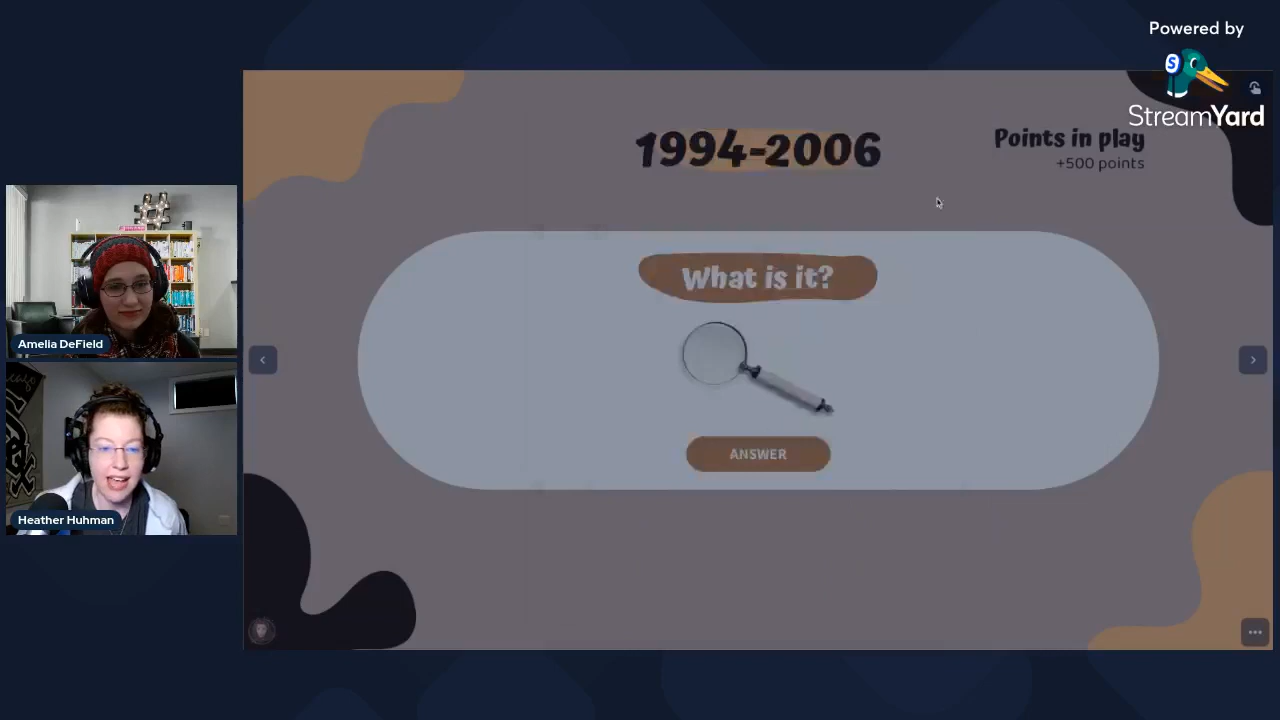 Powered by
StreamYard
1994-2006
Points in play
+500 points
What is it?
ANSWER
Amelia DeField
Heather Huhman